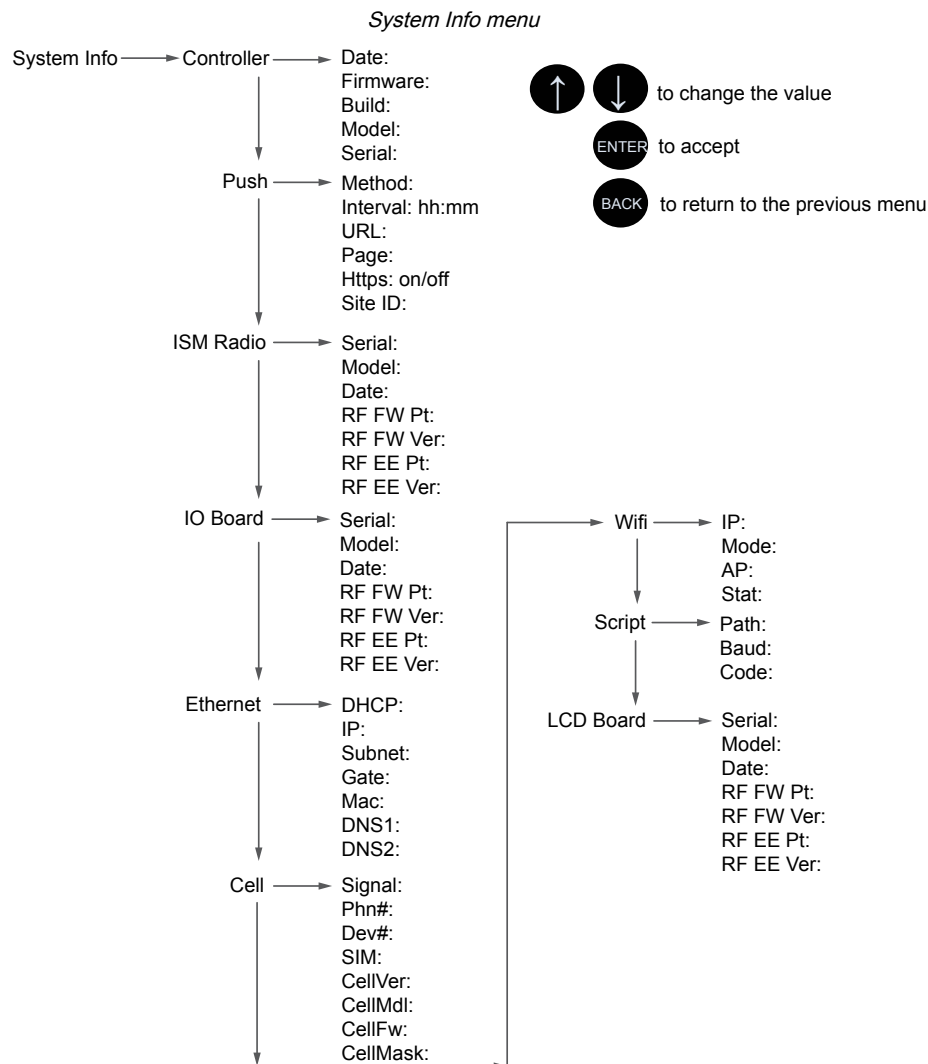 System Info menu
System Info
Controller
Date:
Firmware:
Build:
Model:
Serial:
↑ ↓ to change the value
ENTER to accept
BACK to return to the previous menu
Push
Method:
Interval: hh:mm
URL:
Page:
Https: on/off
Site ID:
ISM Radio
Serial:
Model:
Date:
RF FW Pt:
RF FW Ver:
RF EE Pt:
RF EE Ver:
IO Board
Serial:
Model:
Date:
RF FW Pt:
RF FW Ver:
RF EE Pt:
RF EE Ver:
Ethernet
DHCP:
IP:
Subnet:
Gate:
Mac:
DNS1:
DNS2:
Cell
Signal:
Phn#:
Dev#:
SIM:
CellVer:
CellMdl:
CellFw:
CellMask:
Wifi
IP:
Mode:
AP:
Stat:
Script
Path:
Baud:
Code:
LCD Board
Serial:
Model:
Date:
RF FW Pt:
RF FW Ver:
RF EE Pt:
RF EE Ver: